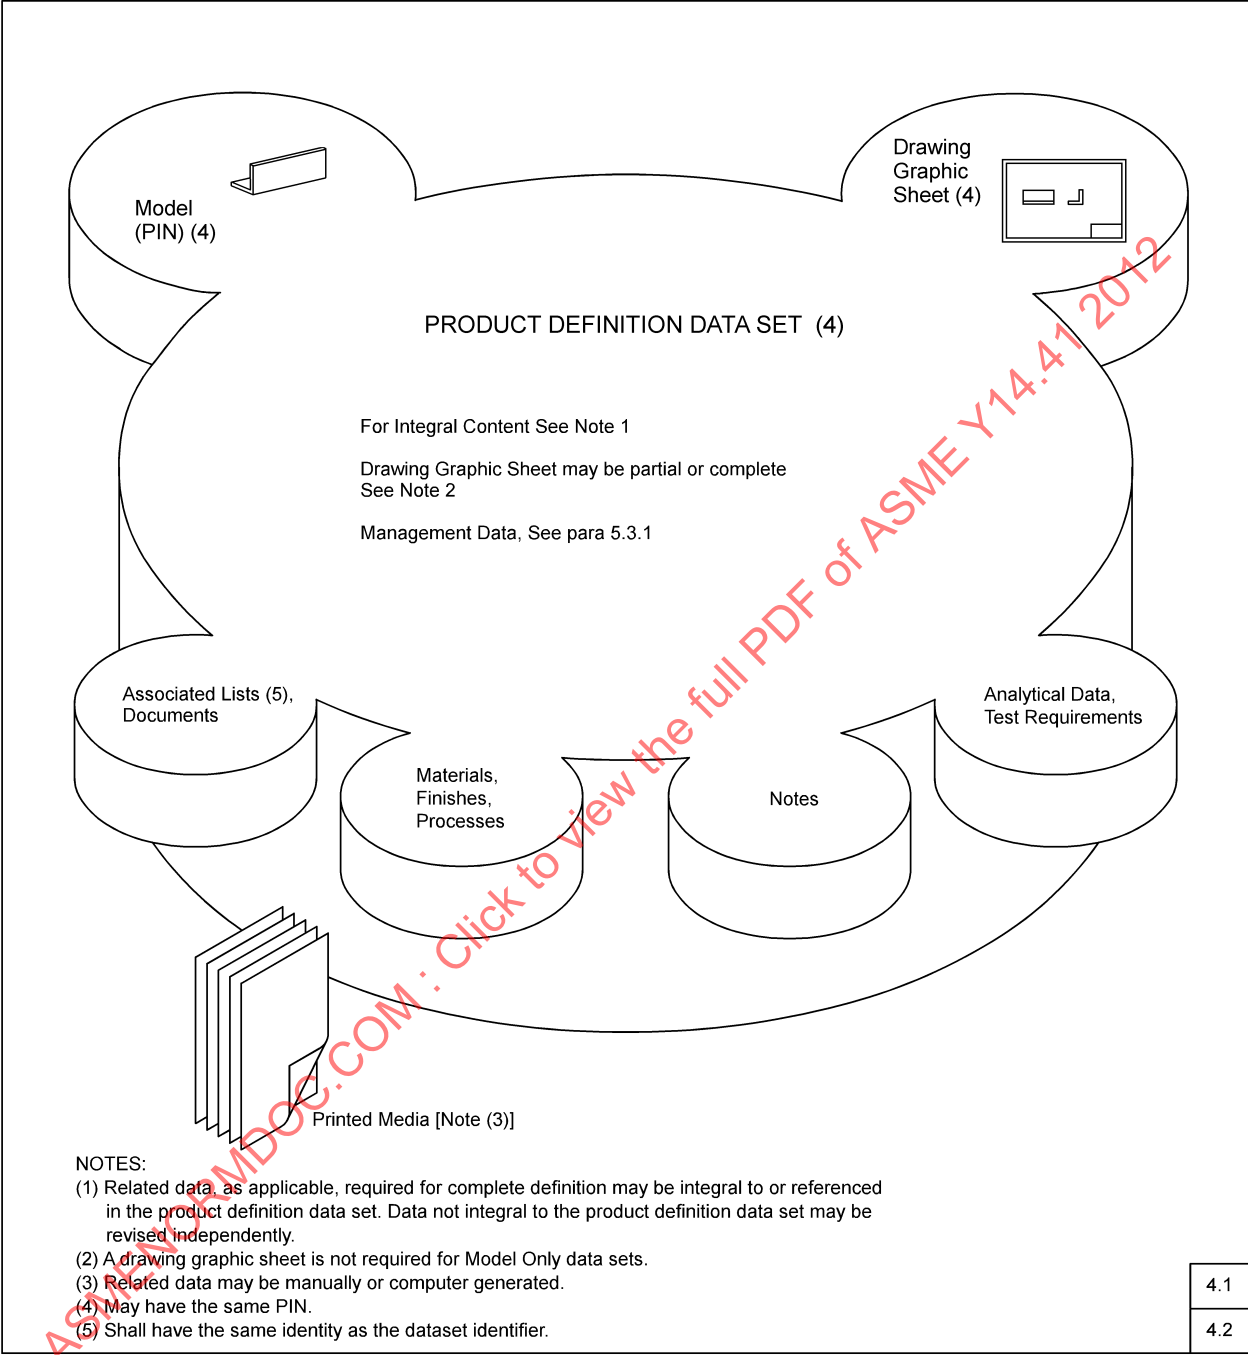 Drawing
Graphic
Sheet (4)
Model
(PIN) (4)
PRODUCT DEFINITION DATA SET (4)
For Integral Content See Note 1
Drawing Graphic Sheet may be partial or complete
See Note 2
Management Data, See para 5.3.1
Associated Lists (5),
Documents
Analytical Data,
Test Requirements
Materials,
Finishes,
Processes
Notes
Printed Media [Note (3)]
NOTES:
(1) Related data, as applicable, required for complete definition may be integral to or referenced
in the product definition data set. Data not integral to the product definition data set may be
revised independently.
(2) A drawing graphic sheet is not required for Model Only data sets.
(3) Related data may be manually or computer generated.
(4) May have the same PIN.
(5) Shall have the same identity as the dataset identifier.
4.1
4.2
ASMENORMDOC.COM : Click to view the full PDF of ASME Y14.41 2012